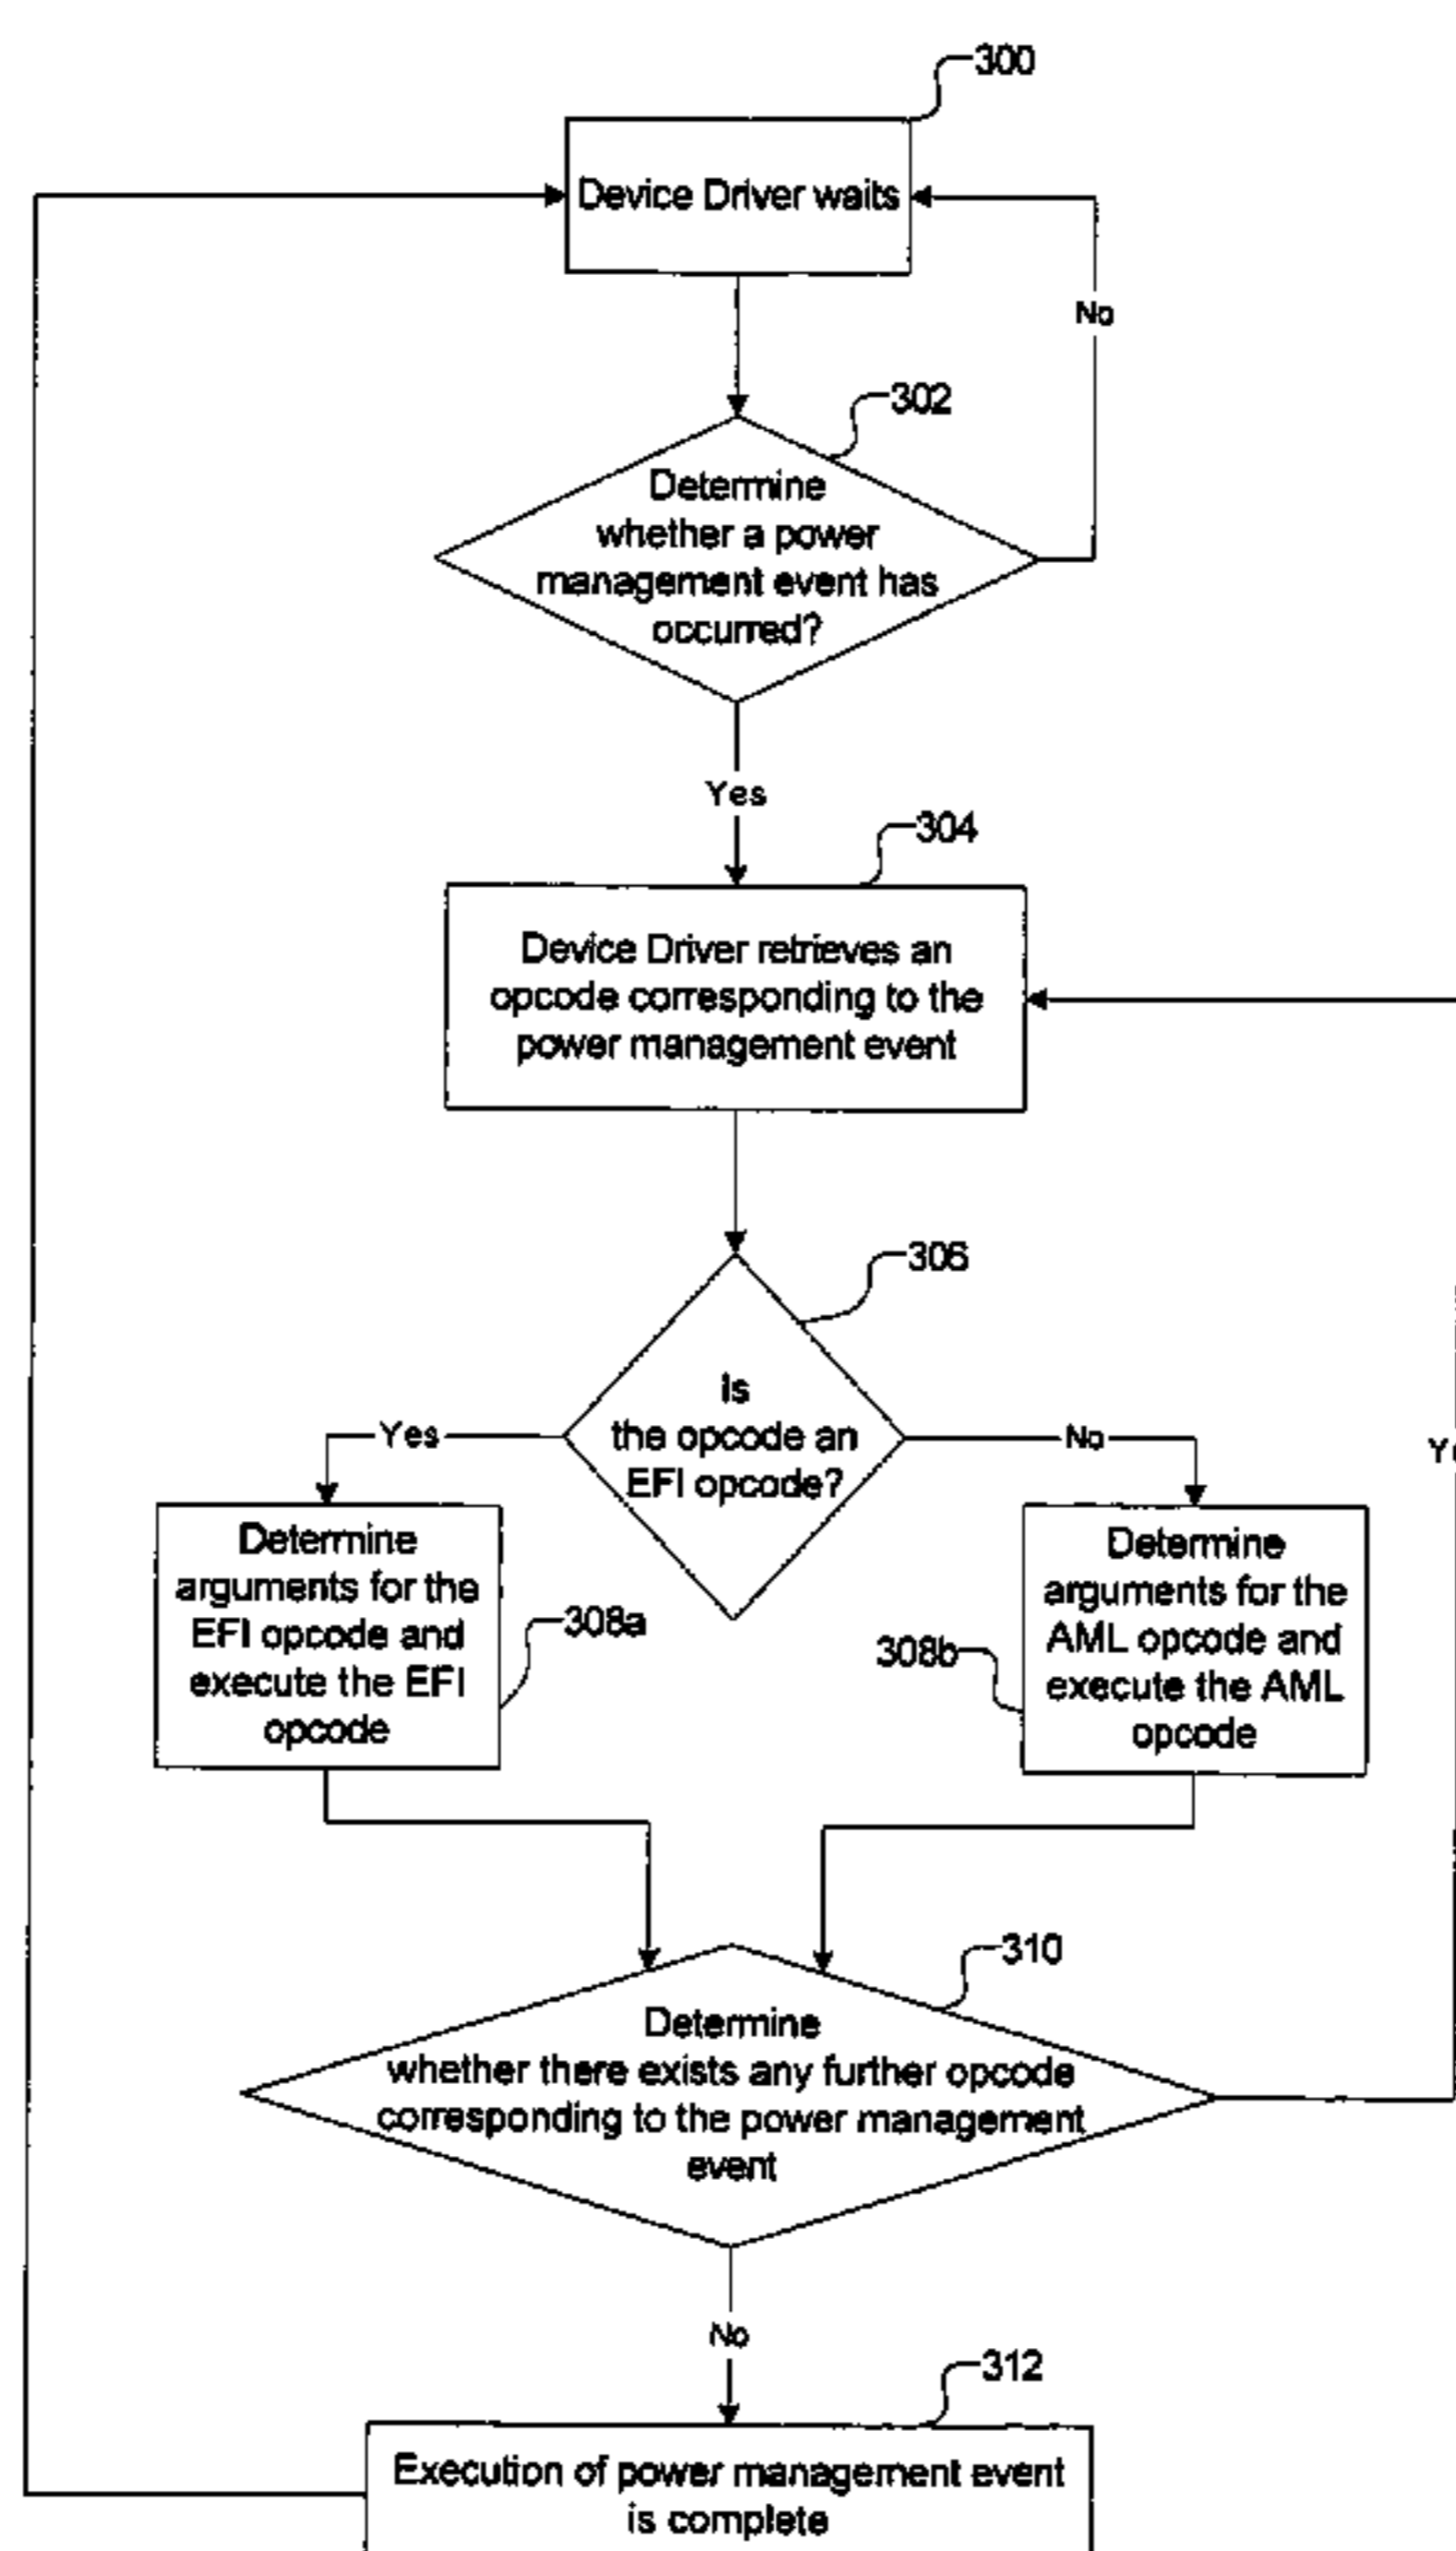 300
Device Driver waits
No
302
Determine
whether a power
management event has
occurred?
Yes
304
Device Driver retrieves an
opcode corresponding to the
power management event
306
Is
the opcode an
EFI opcode?
Yes
No
Determine
arguments for the
EFI opcode and
execute the EFI
opcode
308a
Determine
arguments for the
AML opcode and
execute the AML
opcode
308b
310
Determine
whether there exists any further opcode
corresponding to the power management
event
No
312
Execution of power management event
is complete